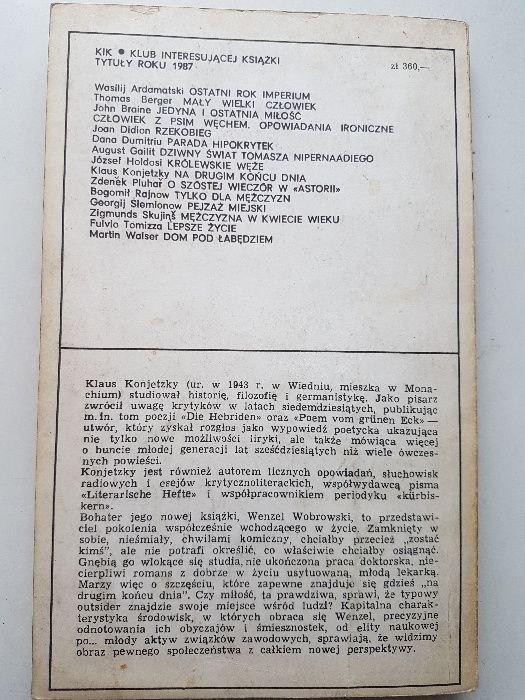 KIK ● KLUB INTERESUJĄCEJ KSIĄŻKI
TYTUŁY ROKU 1987
zł 360,—
Wasilij Ardamatski OSTATNI ROK IMPERIUM
Thomas Berger MAŁY WIELKI CZŁOWIEK
John Braine JEDYNA I OSTATNIA MIŁOŚĆ
CZŁOWIEK Z PSIM WĘCHEM. OPOWIADANIA IRONICZNE
Joan Didion RZEKOBIEG
Dana Dumitriu PARADA HIPOKRYTEK
August Gailit DZIWNY ŚWIAT TOMASZA NIPERNAADIEGO
József Holdosi KRÓLEWSKIE WĘŻE
Klaus Konjetzky NA DRUGIM KOŃCU DNIA
Zdenĕk Pluhař O SZÓSTEJ WIECZÓR W «ASTORII»
Bogomił Rajnow TYLKO DLA MĘŻCZYZN
Georgij Siemionow PEJZAŻ MIEJSKI
Zigmunds Skujiņš MĘŻCZYZNA W KWIECIE WIEKU
Fulvio Tomizza LEPSZE ŻYCIE
Martin Walser DOM POD ŁABĘDZIEM
Klaus Konjetzky (ur. w 1943 r. w Wiedniu, mieszka w Mona-
chium) studiował historię, filozofię i germanistykę. Jako pisarz
zwrócił uwagę krytyków w latach siedemdziesiątych, publikując
m. in. tom poezji «Die Hebriden» oraz «Poem vom grünen Eck» —
utwór, który zyskał rozgłos jako wypowiedź poetycka ukazująca
nie tylko nowe możliwości liryki, ale także mówiąca więcej
o buncie młodej generacji lat sześćdziesiątych niż wiele ówczes-
nych powieści.
Konjetzky jest również autorem licznych opowiadań, słuchowisk
radiowych i esejów krytycznoliterackich, współwydawcą pisma
«Literarische Hefte» i współpracownikiem periodyku «kürbis-
kern».
Bohater jego nowej książki, Wenzel Wobrowski, to przedstawi-
ciel pokolenia współcześnie wchodzącego w życie. Zamknięty w
sobie, nieśmiały, chwilami komiczny, chciałby przecież „zostać
kimś”, ale nie potrafi określić, co właściwie chciałby osiągnąć.
Gnębią go wlokące się studia, nie ukończona praca doktorska, nie-
cierpliwi romans z dobrze w życiu usytuowaną, młodą lekarką.
Marzy więc o szczęściu, które zapewne znajduje się gdzieś „na
drugim końcu dnia”. Czy miłość, ta prawdziwa, sprawi, że typowy
outsider znajdzie swoje miejsce wśród ludzi? Kapitalna charak-
terystyka środowisk, w których obraca się Wenzel, precyzyjne
odnotowania ich obyczajów i śmiesznostek, od elity naukowej
po... młody aktyw związków zawodowych, sprawiają, że widzimy
obraz pewnego społeczeństwa z całkiem nowej perspektywy.